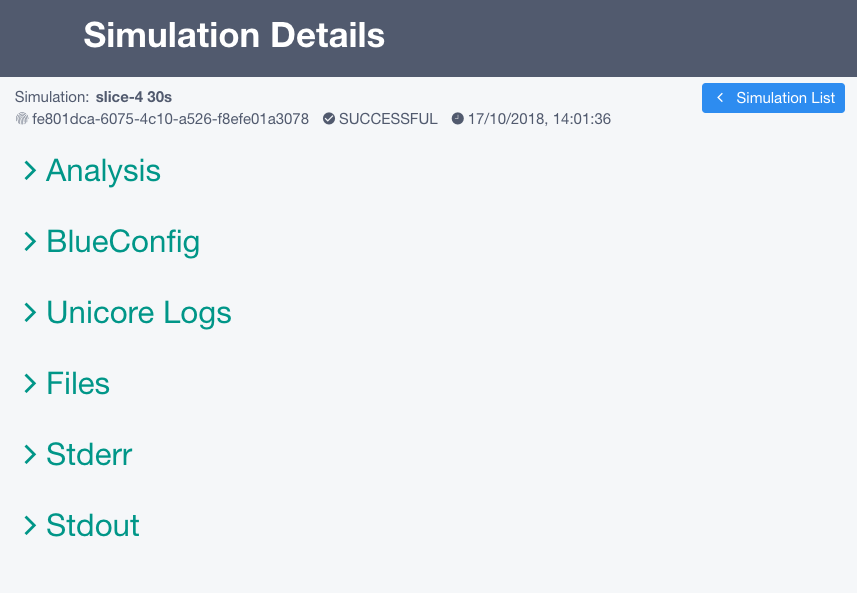 Simulation Details
Simulation: slice-4 30s
Simulation List
fe801dca-6075-4c10-a526-f8efe01a3078 SUCCESSFUL 17/10/2018, 14:01:36
Analysis
BlueConfig
Unicore Logs
Files
Stderr
Stdout